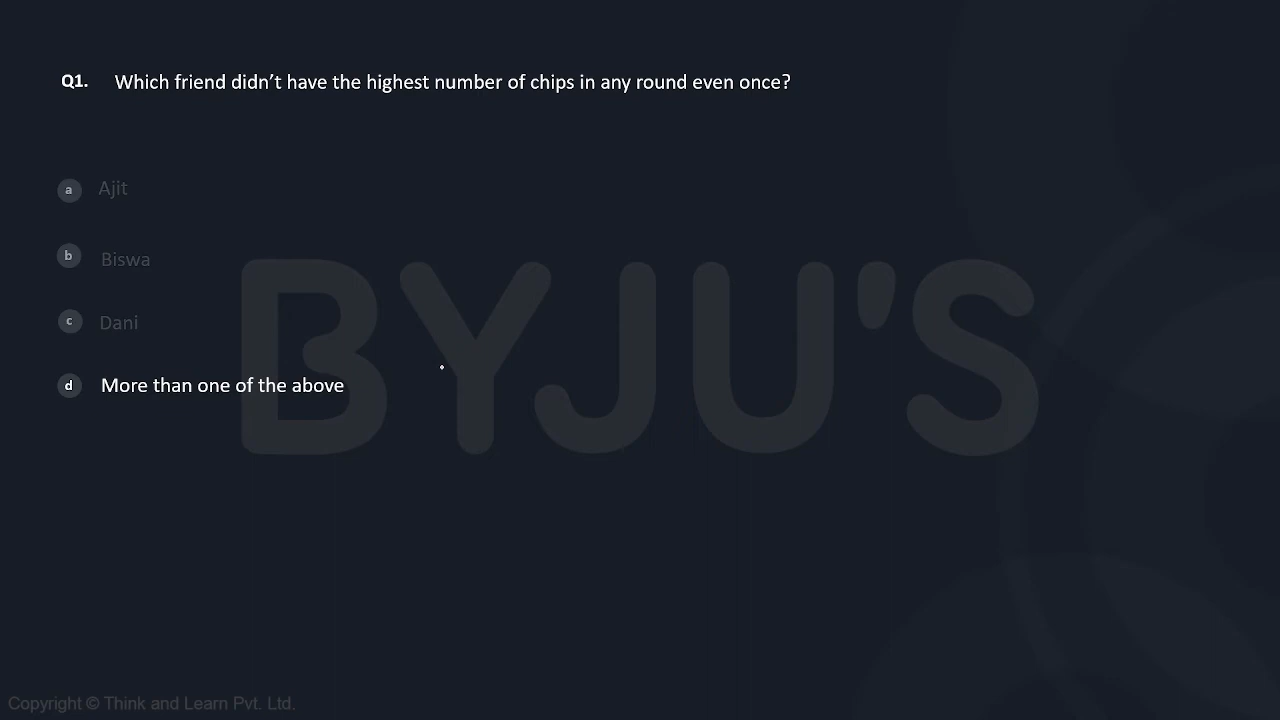 Q1. Which friend didn’t have the highest number of chips in any round even once?
a Ajit
b Biswa
c Dani
d More than one of the above
BYJU'S
Copyright © Think and Learn Pvt. Ltd.